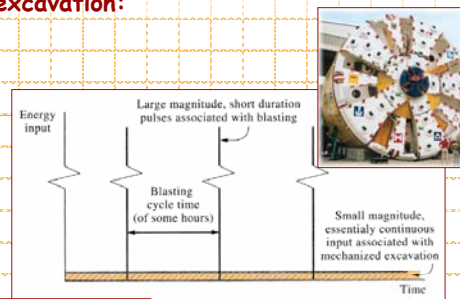 excavation:
Large magnitude, short duration
pulses associated with blasting
Energy
input
Blasting
cycle time
(of some hours)
Small magnitude,
essentialy continuous
input associated with
mechanized excavation
Time